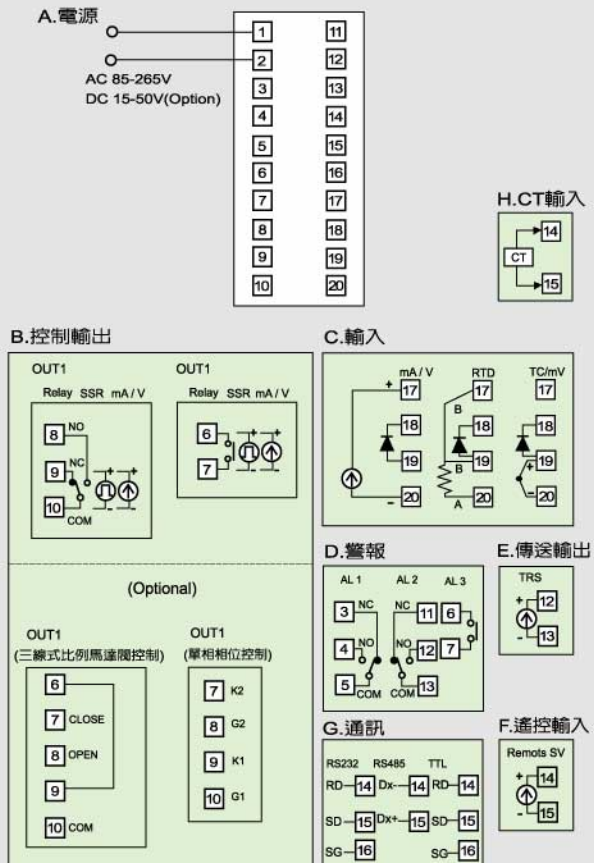 A.電源
1 11
2 12
AC 85-265V
DC 15-50V(Option)
3 13
4 14
5 15
6 16
7 17
8 18
9 19
10 20
H.CT輸入
14
CT
15
B.控制輸出
OUT1 OUT1
Relay SSR mA / V Relay SSR mA / V
8 NO
9 NC
10 COM
+ + - -
6
7
+ + - -
(Optional)
OUT1
(三線式比例馬達閥控制)
6
7 CLOSE
8 OPEN
9
10 COM
OUT1
(單相相位控制)
7 K2
8 G2
9 K1
10 G1
C.輸入
mA / V RTD TC/mV
+ 17 17 17
B
18 18 18
19 B 19 + 19
- 20 A 20 - 20
D.警報
AL 1 AL 2 AL 3
3 NC NC 11 6
4 NO NO 12 7
5 COM COM 13
E.傳送輸出
TRS
+ 12
- 13
G.通訊
RS232 RS485 TTL
RD 14 Dx- 14 RD 14
SD 15 Dx+ 15 SD 15
SG 16 SG 16
F.遙控輸入
Remots SV
+ 14
- 15